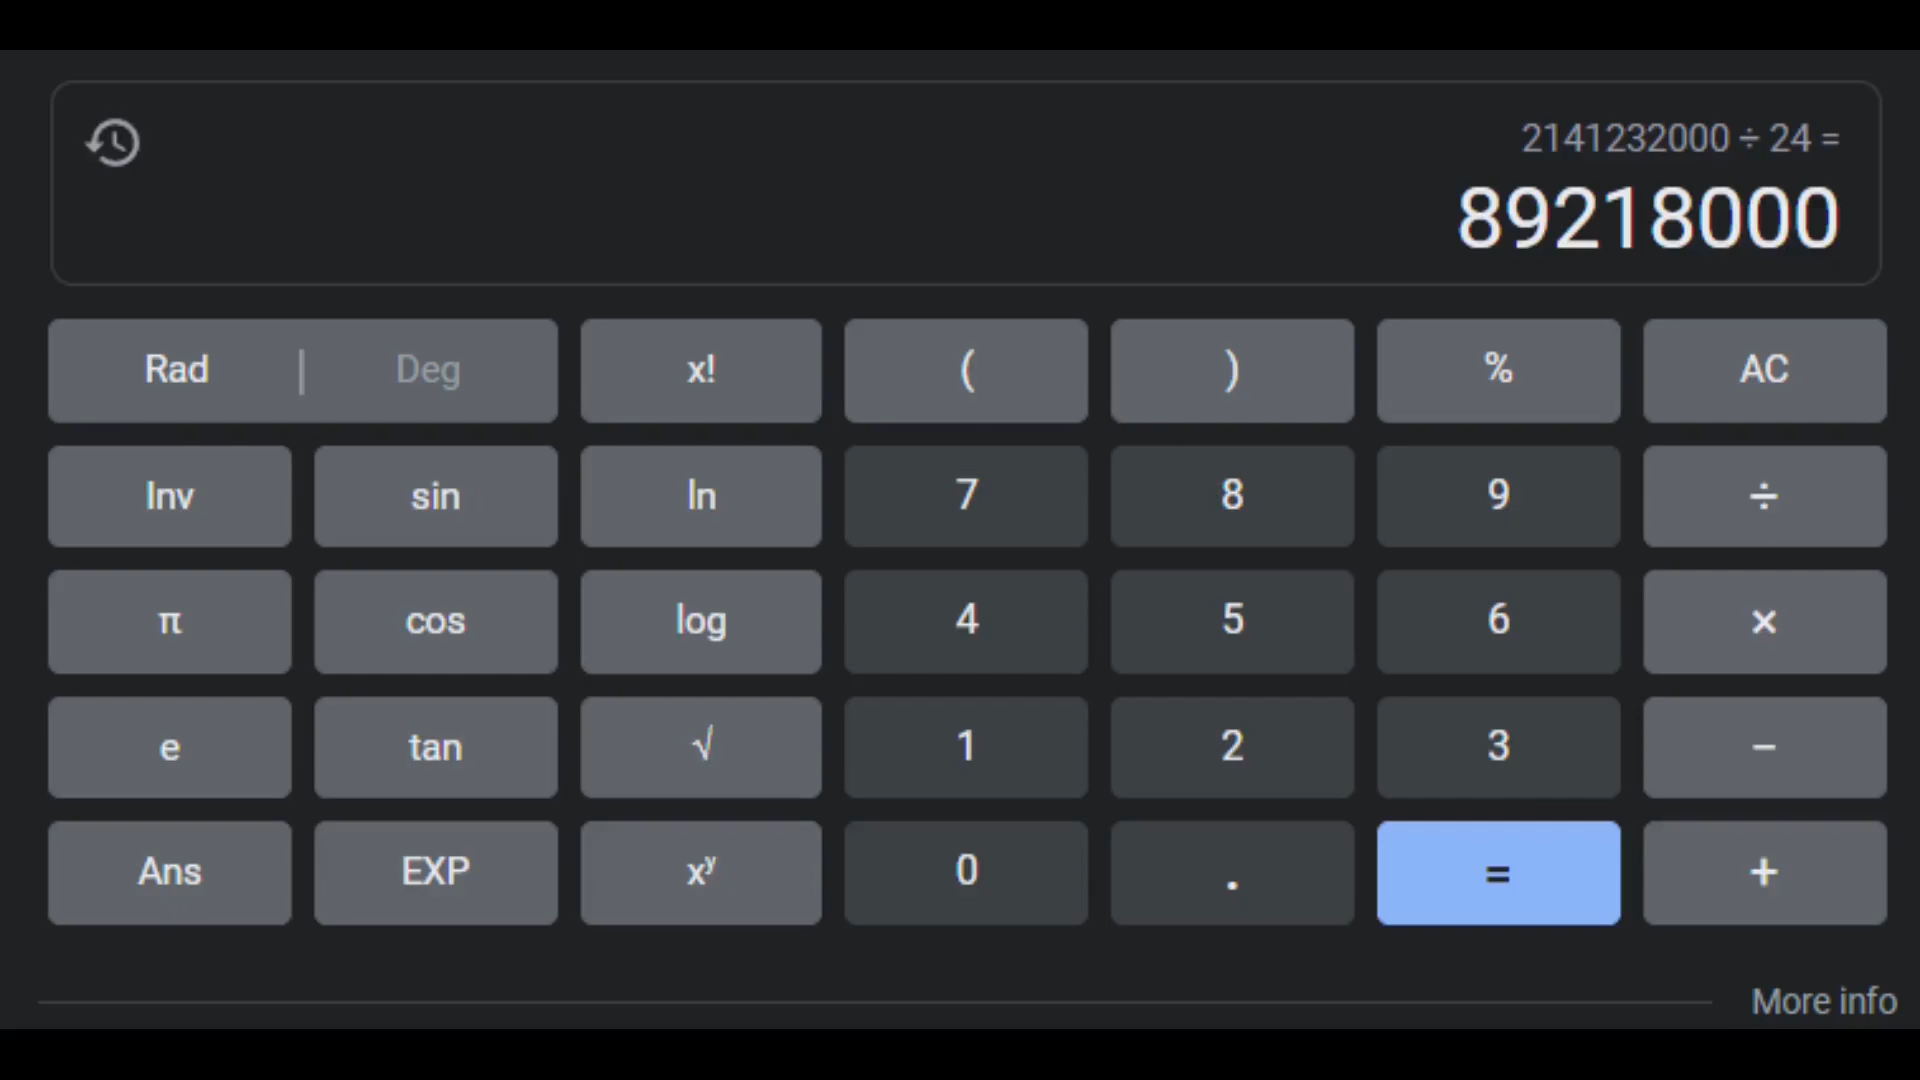 2141232000 ÷ 24 =
89218000
Rad | Deg x! ( ) % AC
Inv sin ln 7 8 9 ÷
π cos log 4 5 6 ×
e tan √ 1 2 3 −
Ans EXP xʸ 0 . = +
More info